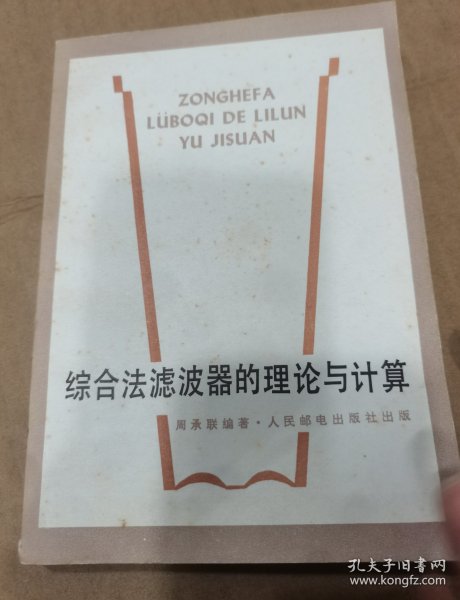 ZONGHEFA
LÜBOQI DE LILUN
YU JISUAN
综合法滤波器的理论与计算
周承联编著·人民邮电出版社出版
孔夫子旧书网
www.kongfz.com